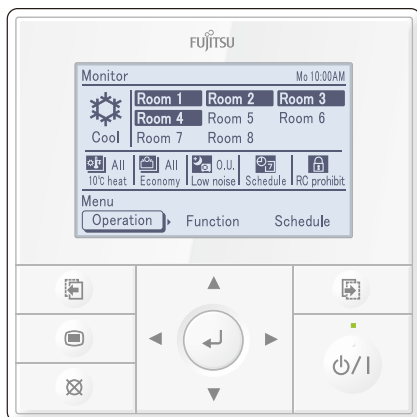 FUJITSU
Monitor Mo 10:00AM
Room 1 Room 2 Room 3
Room 4 Room 5 Room 6
Cool Room 7 Room 8
All All O.U.
10℃ heat Economy Low noise Schedule RC prohibit
Menu
Operation Function Schedule